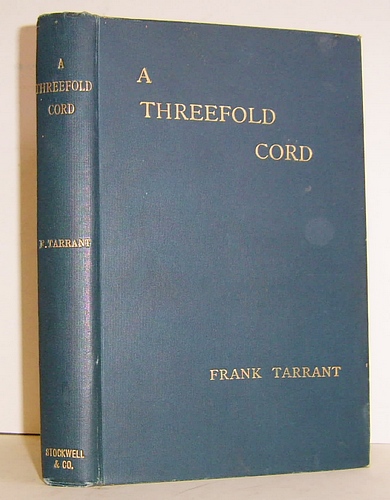 A
THREEFOLD
CORD
F. TARRANT
STOCKWELL
& CO.
A
THREEFOLD
CORD
FRANK TARRANT